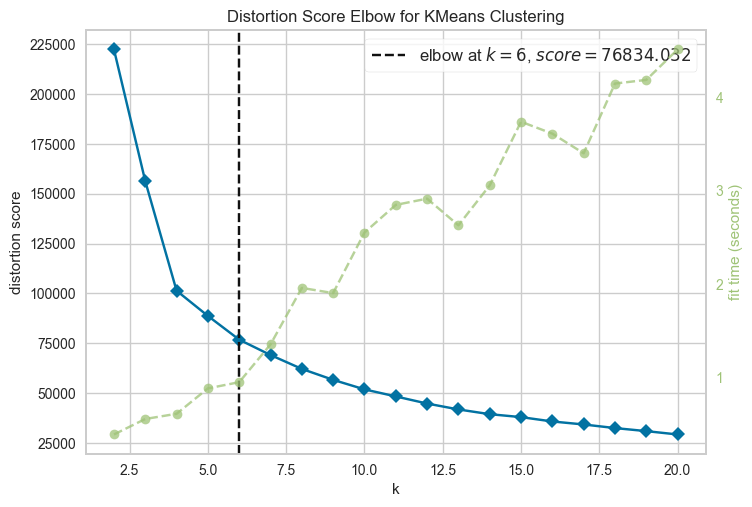 Distortion Score Elbow for KMeans Clustering
elbow at k = 6, score = 76834.032
225000
200000
175000
150000
125000
100000
75000
50000
25000
distortion score
4
3
2
1
fit time (seconds)
2.5 5.0 7.5 10.0 12.5 15.0 17.5 20.0
k